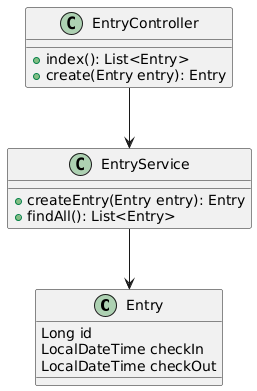 C EntryController
index(): List<Entry>
create(Entry entry): Entry
C EntryService
createEntry(Entry entry): Entry
findAll(): List<Entry>
C Entry
Long id
LocalDateTime checkIn
LocalDateTime checkOut